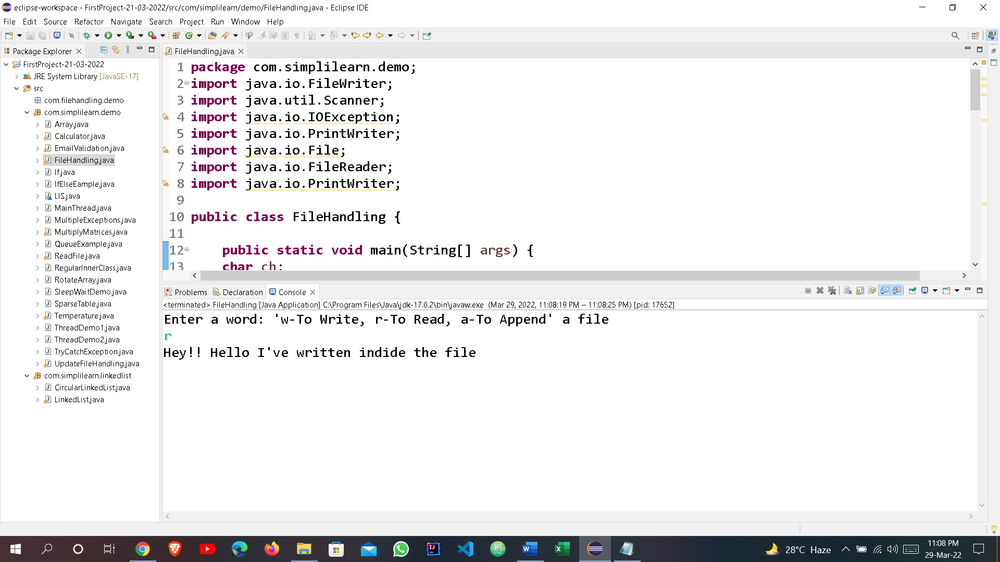 eclipse-workspace - FirstProject-21-03-2022/src/com/simplilearn/demo/FileHandling.java - Eclipse IDE
File Edit Source Refactor Navigate Search Project Run Window Help
Package Explorer
FirstProject-21-03-2022
JRE System Library [JavaSE-17]
src
com.filehandling.demo
com.simplilearn.demo
Array.java
Calculator.java
EmailValidation.java
FileHandling.java
If.java
IfElseEample.java
LIS.java
MainThread.java
MultipleExceptions.java
MultiplyMatrices.java
QueueExample.java
ReadFile.java
RegularInnerClass.java
RotateArray.java
SleepWaitDemo.java
SparseTable.java
Temperature.java
ThreadDemo1.java
ThreadDemo2.java
TryCatchException.java
UpdateFileHandling.java
com.simplilearn.linkedlist
CircularLinkedList.java
LinkedList.java
FileHandling.java
1 package com.simplilearn.demo;
2 import java.io.FileWriter;
3 import java.util.Scanner;
4 import java.io.IOException;
5 import java.io.PrintWriter;
6 import java.io.File;
7 import java.io.FileReader;
8 import java.io.PrintWriter;
9
10 public class FileHandling {
11
12 public static void main(String[] args) {
13 char ch;
Problems Declaration Console
<terminated> FileHandling [Java Application] C:\Program Files\Java\jdk-17.0.2\bin\javaw.exe (Mar 29, 2022, 11:08:19 PM – 11:08:25 PM) [pid: 17652]
Enter a word: 'w-To Write, r-To Read, a-To Append' a file
r
Hey!! Hello I've written indide the file
28°C Haze
11:08 PM
29-Mar-22